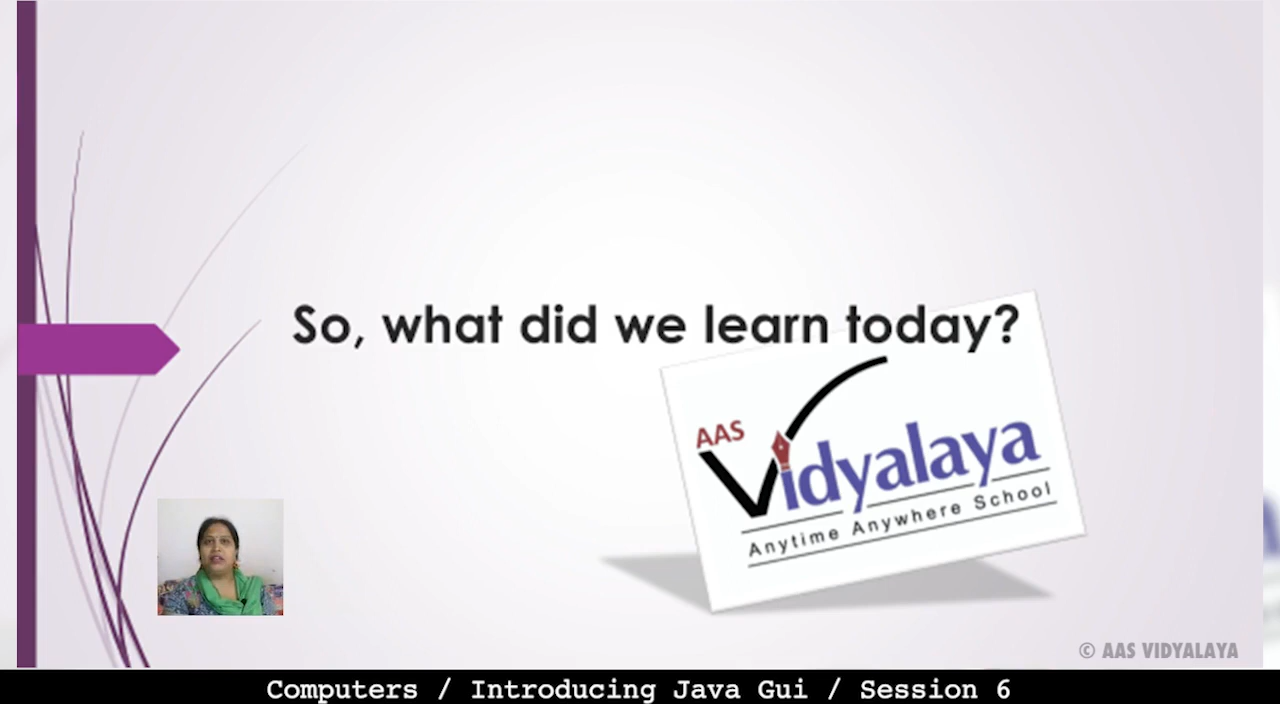 So, what did we learn today?
AAS
Vidyalaya
Anytime Anywhere School
© AAS VIDYALAYA
Computers / Introducing Java Gui / Session 6